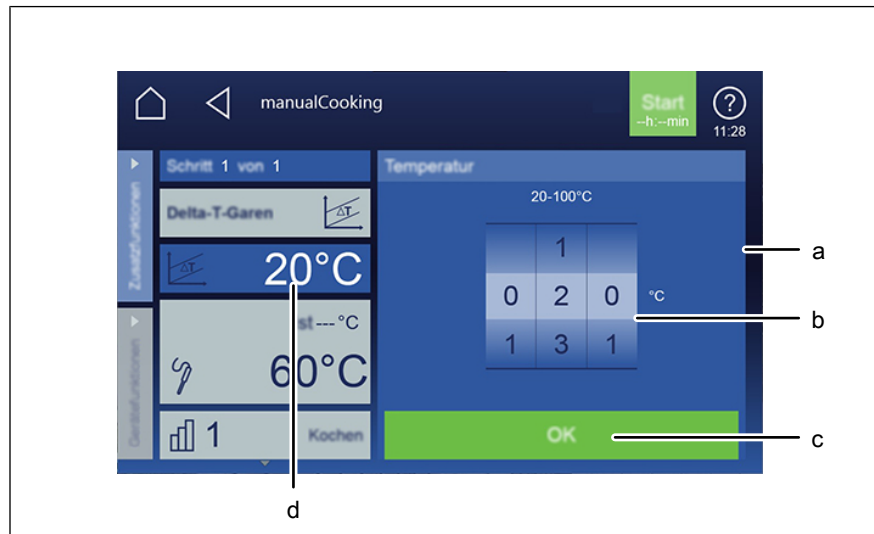 manualCooking
Start
--h:--min
11:28
Schritt 1 von 1
Temperatur
Zusatzfunktionen
Delta-T-Garen
ΔT
20-100°C
1
ΔT 20°C
0 2 0 °C
1 3 1
Ist --- °C
60°C
Gerätefunktionen
1 Kochen
OK
a
b
c
d